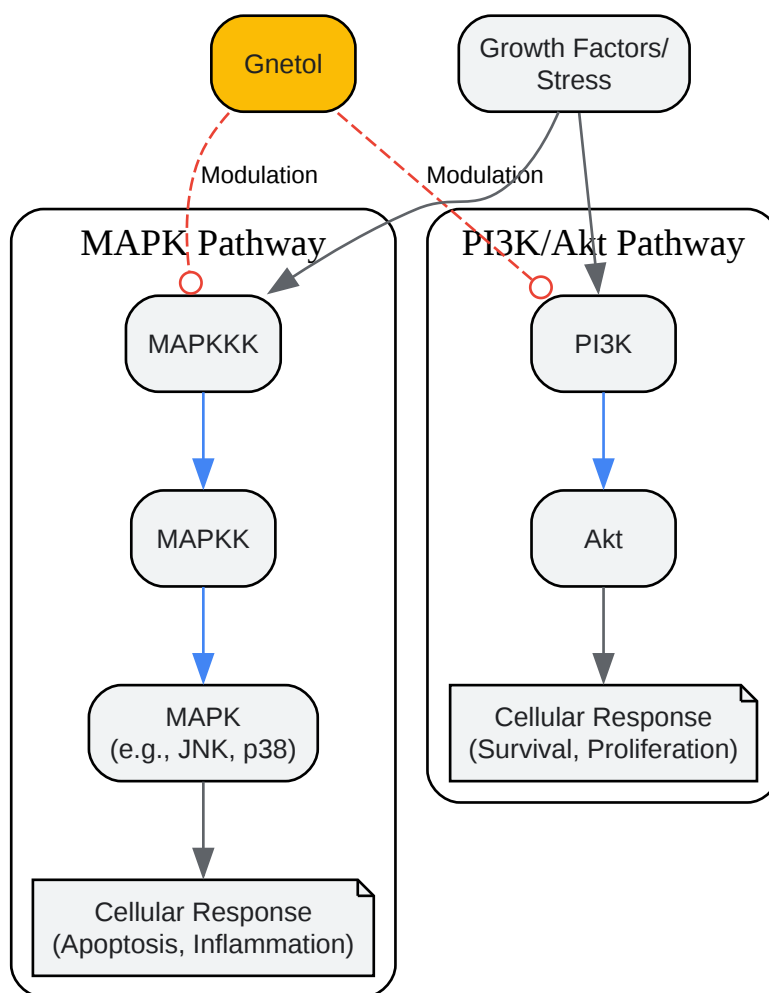 Gnetol
Growth Factors/
Stress
Modulation
Modulation
MAPK Pathway
PI3K/Akt Pathway
MAPKKK
PI3K
MAPKK
Akt
MAPK
(e.g., JNK, p38)
Cellular Response
(Survival, Proliferation)
Cellular Response
(Apoptosis, Inflammation)